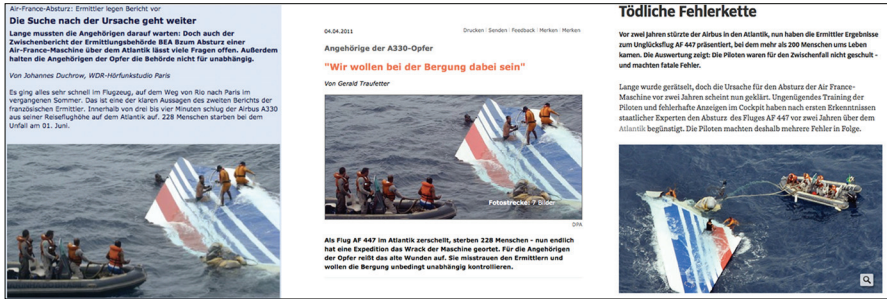 Air-France-Absturz: Ermittler legen Bericht vor
Die Suche nach der Ursache geht weiter
Lange mussten die Angehörigen darauf warten: Doch auch der
Zwischenbericht der Ermittlungsbehörde BEA Bzum Absturz einer
Air-France-Maschine über dem Atlantik lässt viele Fragen offen. Außerdem
halten die Angehörigen der Opfer die Behörde nicht für unabhängig.
Von Johannes Duchrow, WDR-Hörfunkstudio Paris
Es ging alles sehr schnell im Flugzeug, auf dem Weg von Rio nach Paris im
vergangenen Sommer. Das ist eine der klaren Aussagen des zweiten Berichts der
französischen Ermittler. Innerhalb von drei bis vier Minuten schlug der Airbus A330
aus seiner Reiseflughöhe auf dem Atlantik auf. 228 Menschen starben bei dem
Unfall am 01. Juni.
04.04.2011
Drucken | Senden | Feedback | Merken | Merken
Angehörige der A330-Opfer
"Wir wollen bei der Bergung dabei sein"
Von Gerald Traufetter
Fotostrecke: 7 Bilder
DPA
Als Flug AF 447 im Atlantik zerschellt, sterben 228 Menschen - nun endlich
hat eine Expedition das Wrack der Maschine geortet. Für die Angehörigen
der Opfer reißt das alte Wunden auf. Sie misstrauen den Ermittlern und
wollen die Bergung unbedingt unabhängig kontrollieren.
Tödliche Fehlerkette
Vor zwei Jahren stürzte der Airbus in den Atlantik, nun haben die Ermittler Ergebnisse
zum Unglücksflug AF 447 präsentiert, bei dem mehr als 200 Menschen ums Leben
kamen. Die Auswertung zeigt: Die Piloten waren für den Zwischenfall nicht geschult -
und machten fatale Fehler.
Lange wurde gerätselt, doch die Ursache für den Absturz der Air France-
Maschine vor zwei Jahren scheint nun geklärt. Ungenügendes Training der
Piloten und fehlerhafte Anzeigen im Cockpit haben nach ersten Erkenntnissen
staatlicher Experten den Absturz des Fluges AF 447 vor zwei Jahren über dem
Atlantik begünstigt. Die Piloten machten deshalb mehrere Fehler in Folge.